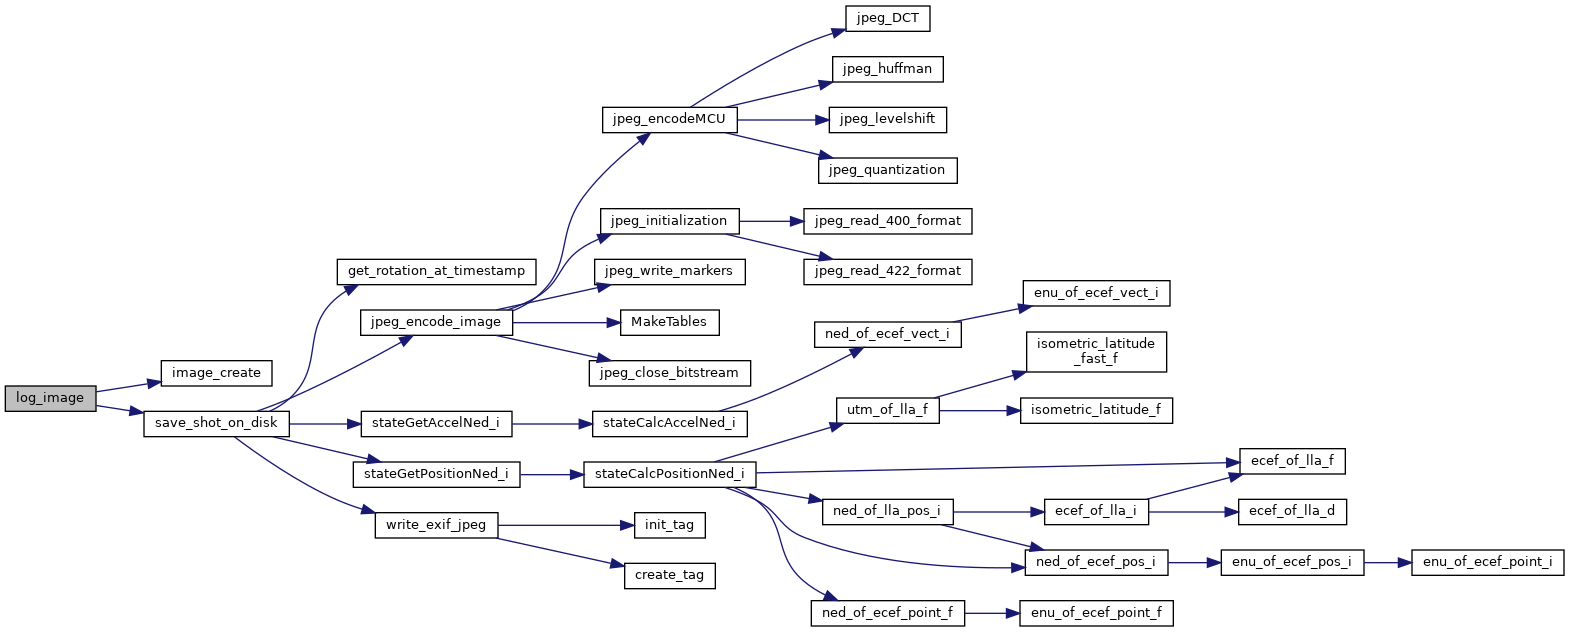 jpeg_DCT
jpeg_huffman
jpeg_encodeMCU
jpeg_levelshift
jpeg_quantization
jpeg_initialization
jpeg_read_400_format
get_rotation_at_timestamp
jpeg_write_markers
jpeg_read_422_format
enu_of_ecef_vect_i
jpeg_encode_image
MakeTables
ned_of_ecef_vect_i
isometric_latitude
_fast_f
image_create
jpeg_close_bitstream
log_image
utm_of_lla_f
isometric_latitude_f
save_shot_on_disk
stateGetAccelNed_i
stateCalcAccelNed_i
ecef_of_lla_f
stateGetPositionNed_i
stateCalcPositionNed_i
ned_of_lla_pos_i
ecef_of_lla_i
ecef_of_lla_d
write_exif_jpeg
init_tag
ned_of_ecef_pos_i
enu_of_ecef_pos_i
enu_of_ecef_point_i
create_tag
ned_of_ecef_point_f
enu_of_ecef_point_f